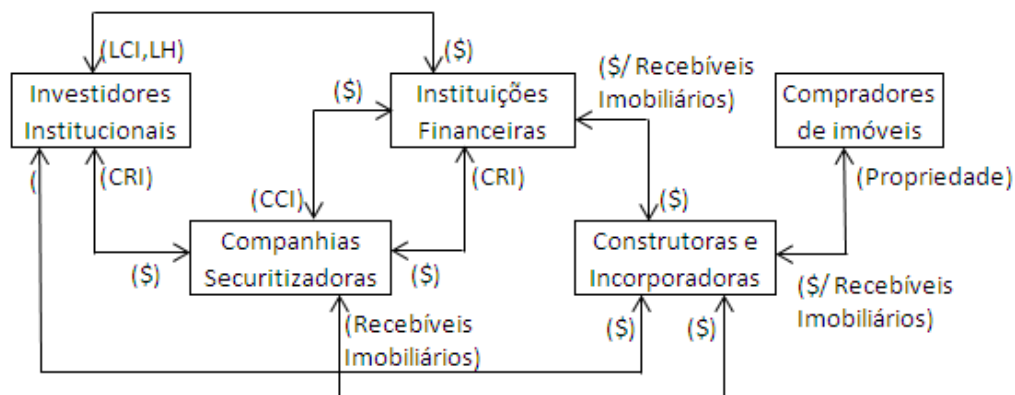 (LCI,LH)
($)
Investidores
Institucionais
($)
Instituições
Financeiras
($/ Recebíveis
Imobiliários)
Compradores
de imóveis
(
(CRI)
(CCI)
(CRI)
($)
(Propriedade)
Companhias
Securitizadoras
Construtoras e
Incorporadoras
($)
($)
($/ Recebíveis
Imobiliários)
(Recebíveis
Imobiliários)
($)
($)